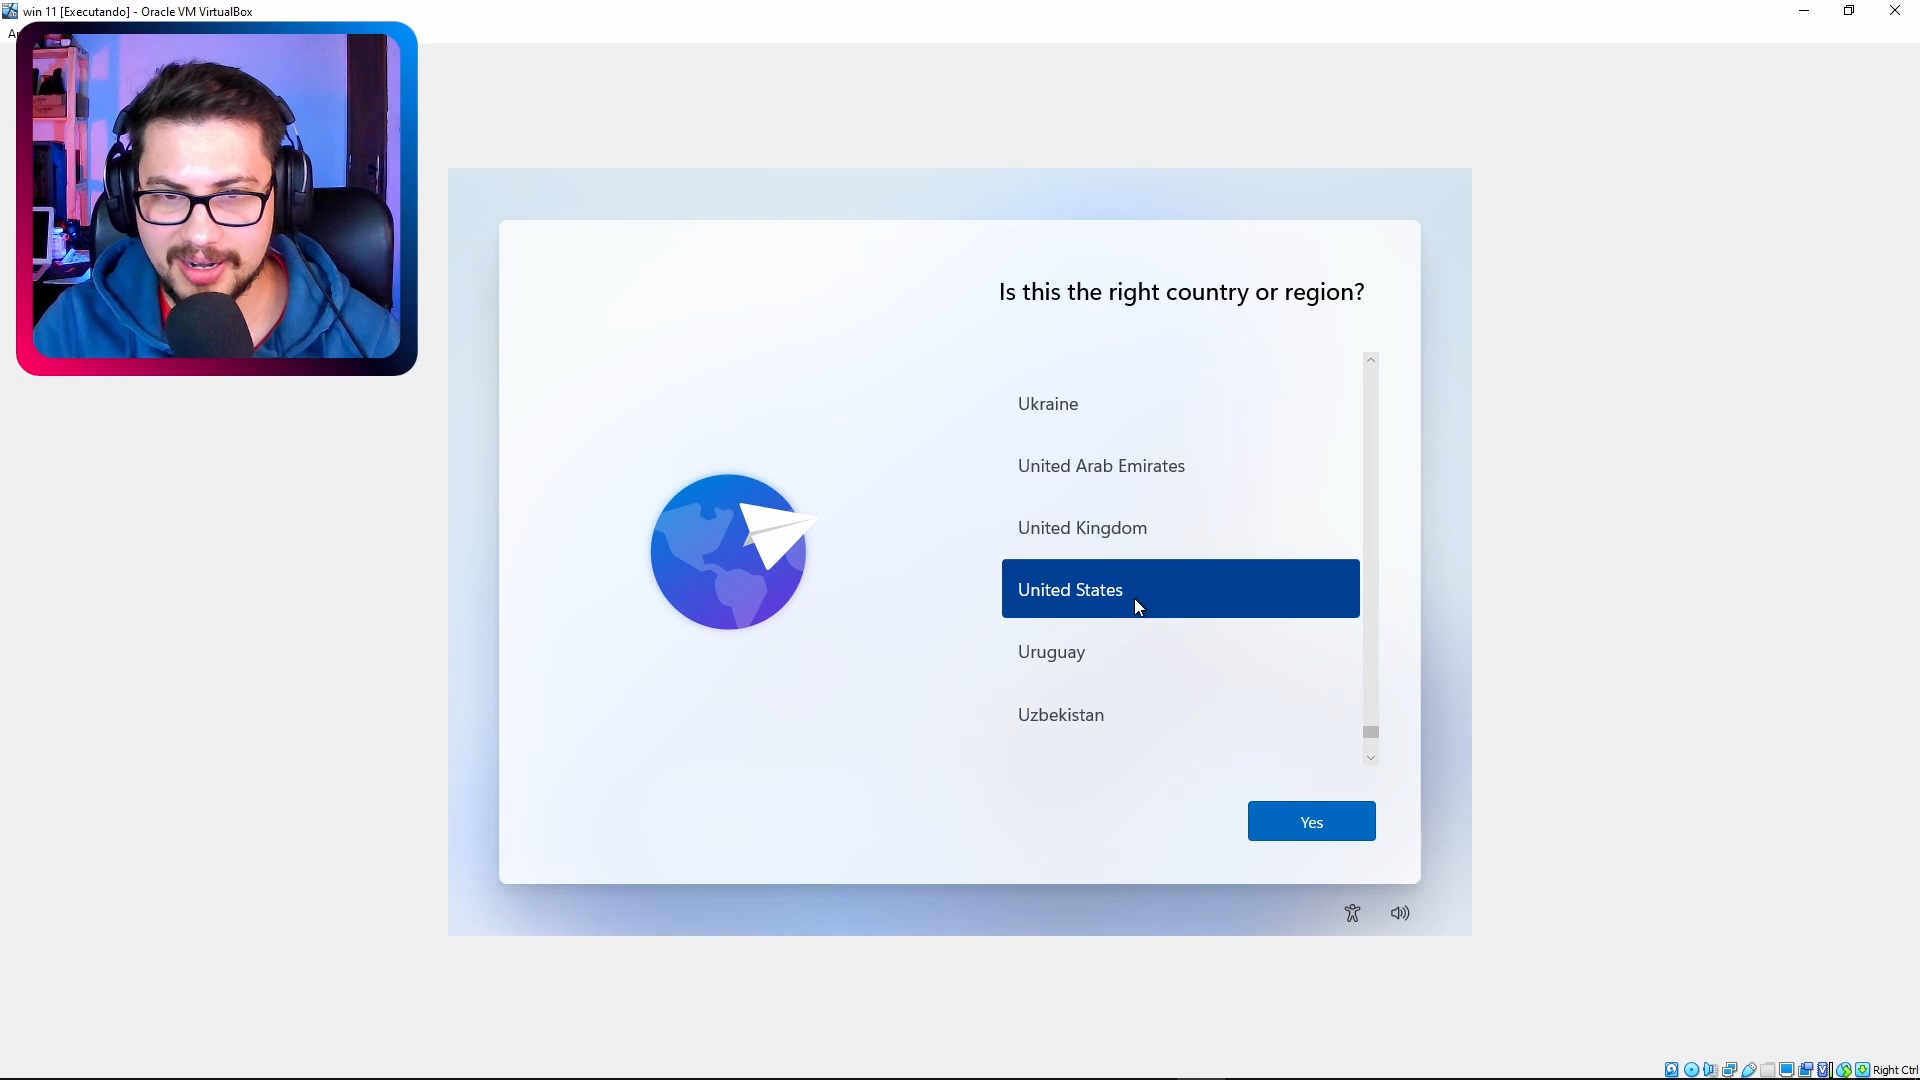 win 11 [Executando] - Oracle VM VirtualBox
Is this the right country or region?
Ukraine
United Arab Emirates
United Kingdom
United States
Uruguay
Uzbekistan
Yes
Right Ctrl